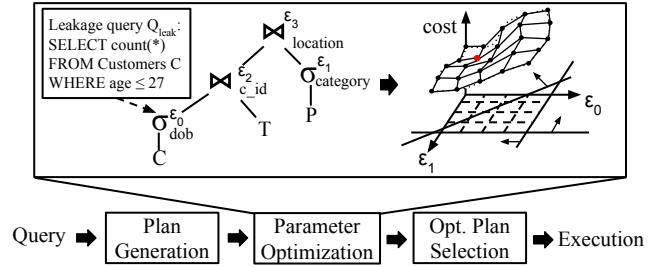 Leakage query Q_leak:
SELECT count(*)
FROM Customers C
WHERE age ≤ 27
⋈ ε3
location
⋈ ε2
c_id
σ ε1
category
σ ε0
dob
C
T
P
cost
ε0
ε1
Query
Plan
Generation
Parameter
Optimization
Opt. Plan
Selection
Execution